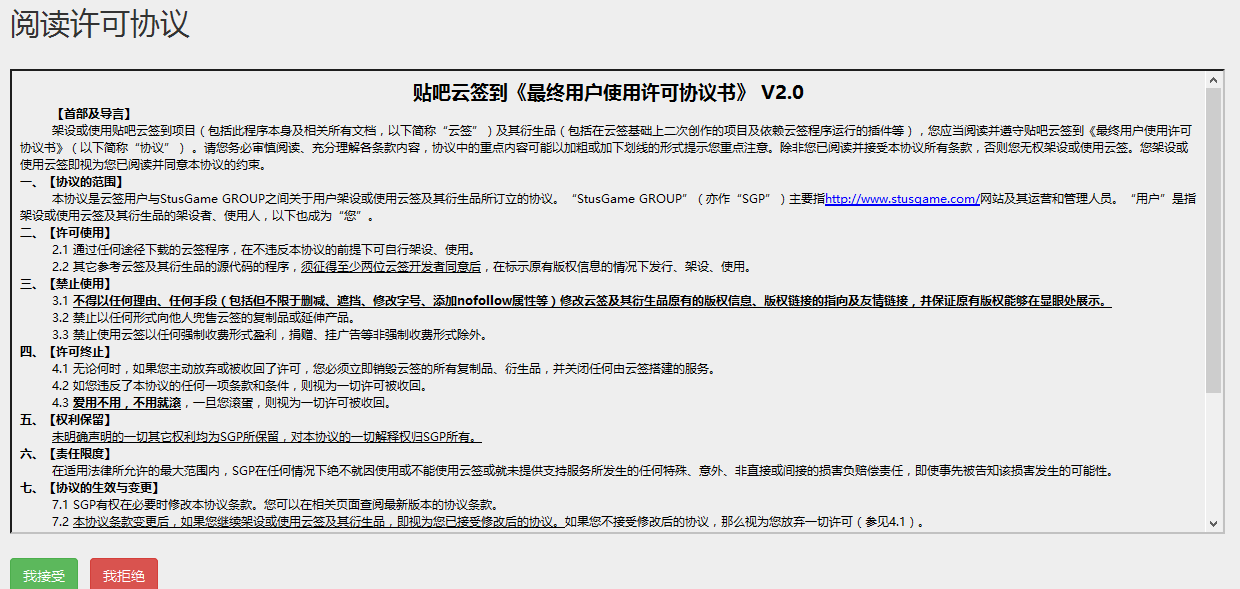 阅读许可协议
贴吧云签到《最终用户使用许可协议书》 V2.0
【首部及导言】
架设或使用贴吧云签到项目（包括此程序本身及相关所有文档，以下简称“云签”）及其衍生品（包括在云签基础上二次创作的项目及依赖云签程序运行的插件等），您应当阅读并遵守贴吧云签到《最终用户使用许可
协议书》（以下简称“协议”）。请您务必审慎阅读、充分理解各条款内容，协议中的重点内容可能以加粗或加下划线的形式提示您重点注意。除非您已阅读并接受本协议所有条款，否则您无权架设或使用云签。您架设或
使用云签即视为您已阅读并同意本协议的约束。
一、【协议的范围】
本协议是云签用户与StusGame GROUP之间关于用户架设或使用云签及其衍生品所订立的协议。“StusGame GROUP”（亦作“SGP”）主要指http://www.stusgame.com/网站及其运营和管理人员。“用户”是指
架设或使用云签及其衍生品的架设者、使用人，以下也成为“您”。
二、【许可使用】
2.1 通过任何途径下载的云签程序，在不违反本协议的前提下可自行架设、使用。
2.2 其它参考云签及其衍生品的源代码的程序，须征得至少两位云签开发者同意后，在标示原有版权信息的情况下发行、架设、使用。
三、【禁止使用】
3.1 不得以任何理由、任何手段（包括但不限于删减、遮挡、修改字号、添加nofollow属性等）修改云签及其衍生品原有的版权信息、版权链接的指向及友情链接，并保证原有版权能够在显眼处展示。
3.2 禁止以任何形式向他人兜售云签的复制品或延伸产品。
3.3 禁止使用云签以任何强制收费形式盈利，捐赠、挂广告等非强制收费形式除外。
四、【许可终止】
4.1 无论何时，如果您主动放弃或被收回了许可，您必须立即销毁云签的所有复制品、衍生品，并关闭任何由云签搭建的服务。
4.2 如您违反了本协议的任何一项条款和条件，则视为一切许可被收回。
4.3 爱用不用，不用就滚，一旦您滚蛋，则视为一切许可被收回。
五、【权利保留】
未明确声明的一切其它权利均为SGP所保留，对本协议的一切解释权归SGP所有。
六、【责任限度】
在适用法律所允许的最大范围内，SGP在任何情况下绝不就因使用或不能使用云签或就未提供支持服务所发生的任何特殊、意外、非直接或间接的损害负赔偿责任，即使事先被告知该损害发生的可能性。
七、【协议的生效与变更】
7.1 SGP有权在必要时修改本协议条款。您可以在相关页面查阅最新版本的协议条款。
7.2 本协议条款变更后，如果您继续架设或使用云签及其衍生品，即视为您已接受修改后的协议。如果您不接受修改后的协议，那么视为您放弃一切许可（参见4.1）。
我接受 我拒绝